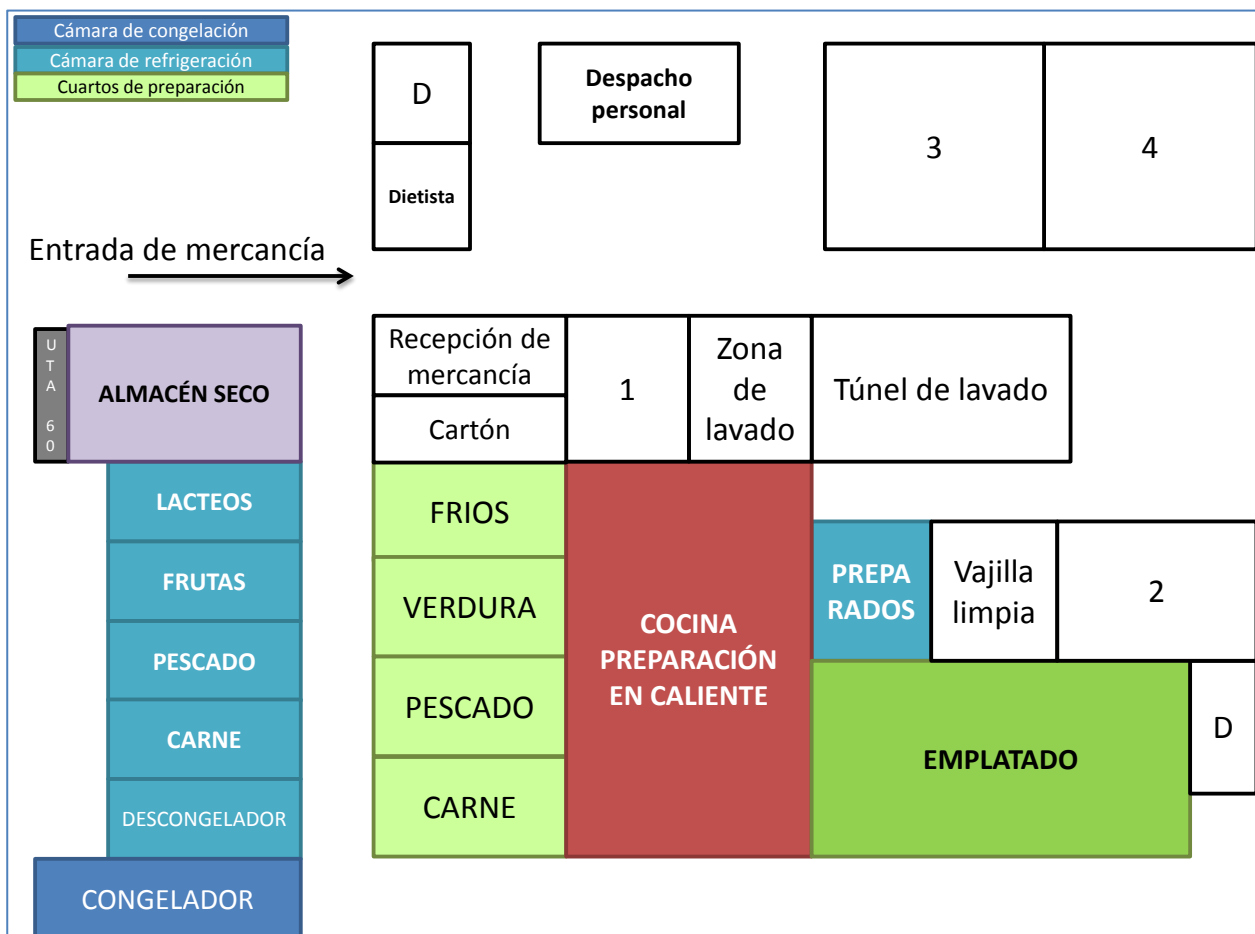 Cámara de congelación
Cámara de refrigeración
Cuartos de preparación
D
Despacho
personal
3
4
Dietista
Entrada de mercancía
U
T
A
6
0
ALMACÉN SECO
Recepción de
mercancía
Cartón
1
Zona
de
lavado
Túnel de lavado
LACTEOS
FRUTAS
PESCADO
CARNE
DESCONGELADOR
CONGELADOR
FRIOS
VERDURA
PESCADO
CARNE
COCINA
PREPARACIÓN
EN CALIENTE
PREPA
RADOS
Vajilla
limpia
2
EMPLATADO
D